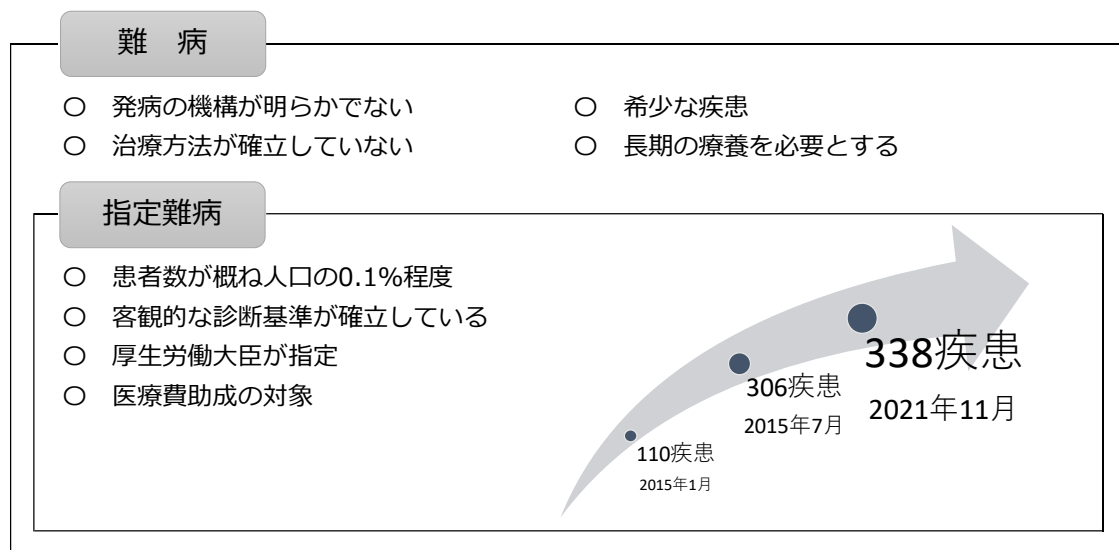 難 病
○ 発病の機構が明らかでない
○ 治療方法が確立していない
○ 希少な疾患
○ 長期の療養を必要とする
指定難病
○ 患者数が概ね人口の0.1%程度
○ 客観的な診断基準が確立している
○ 厚生労働大臣が指定
○ 医療費助成の対象
110疾患
2015年1月
306疾患
2015年7月
338疾患
2021年11月